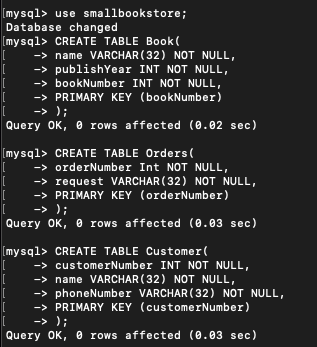 [mysql> use smallbookstore;
Database changed
[mysql> CREATE TABLE Book(
[    -> name VARCHAR(32) NOT NULL,
[    -> publishYear INT NOT NULL,
[    -> bookNumber INT NOT NULL,
[    -> PRIMARY KEY (bookNumber)
[    -> );
Query OK, 0 rows affected (0.02 sec)

[mysql> CREATE TABLE Orders(
[    -> orderNumber Int NOT NULL,
[    -> request VARCHAR(32) NOT NULL,
[    -> PRIMARY KEY (orderNumber)
[    -> );
Query OK, 0 rows affected (0.03 sec)

[mysql> CREATE TABLE Customer(
[    -> customerNumber INT NOT NULL,
[    -> name VARCHAR(32) NOT NULL,
[    -> phoneNumber VARCHAR(32) NOT NULL,
[    -> PRIMARY KEY (customerNumber)
[    -> );
Query OK, 0 rows affected (0.03 sec)